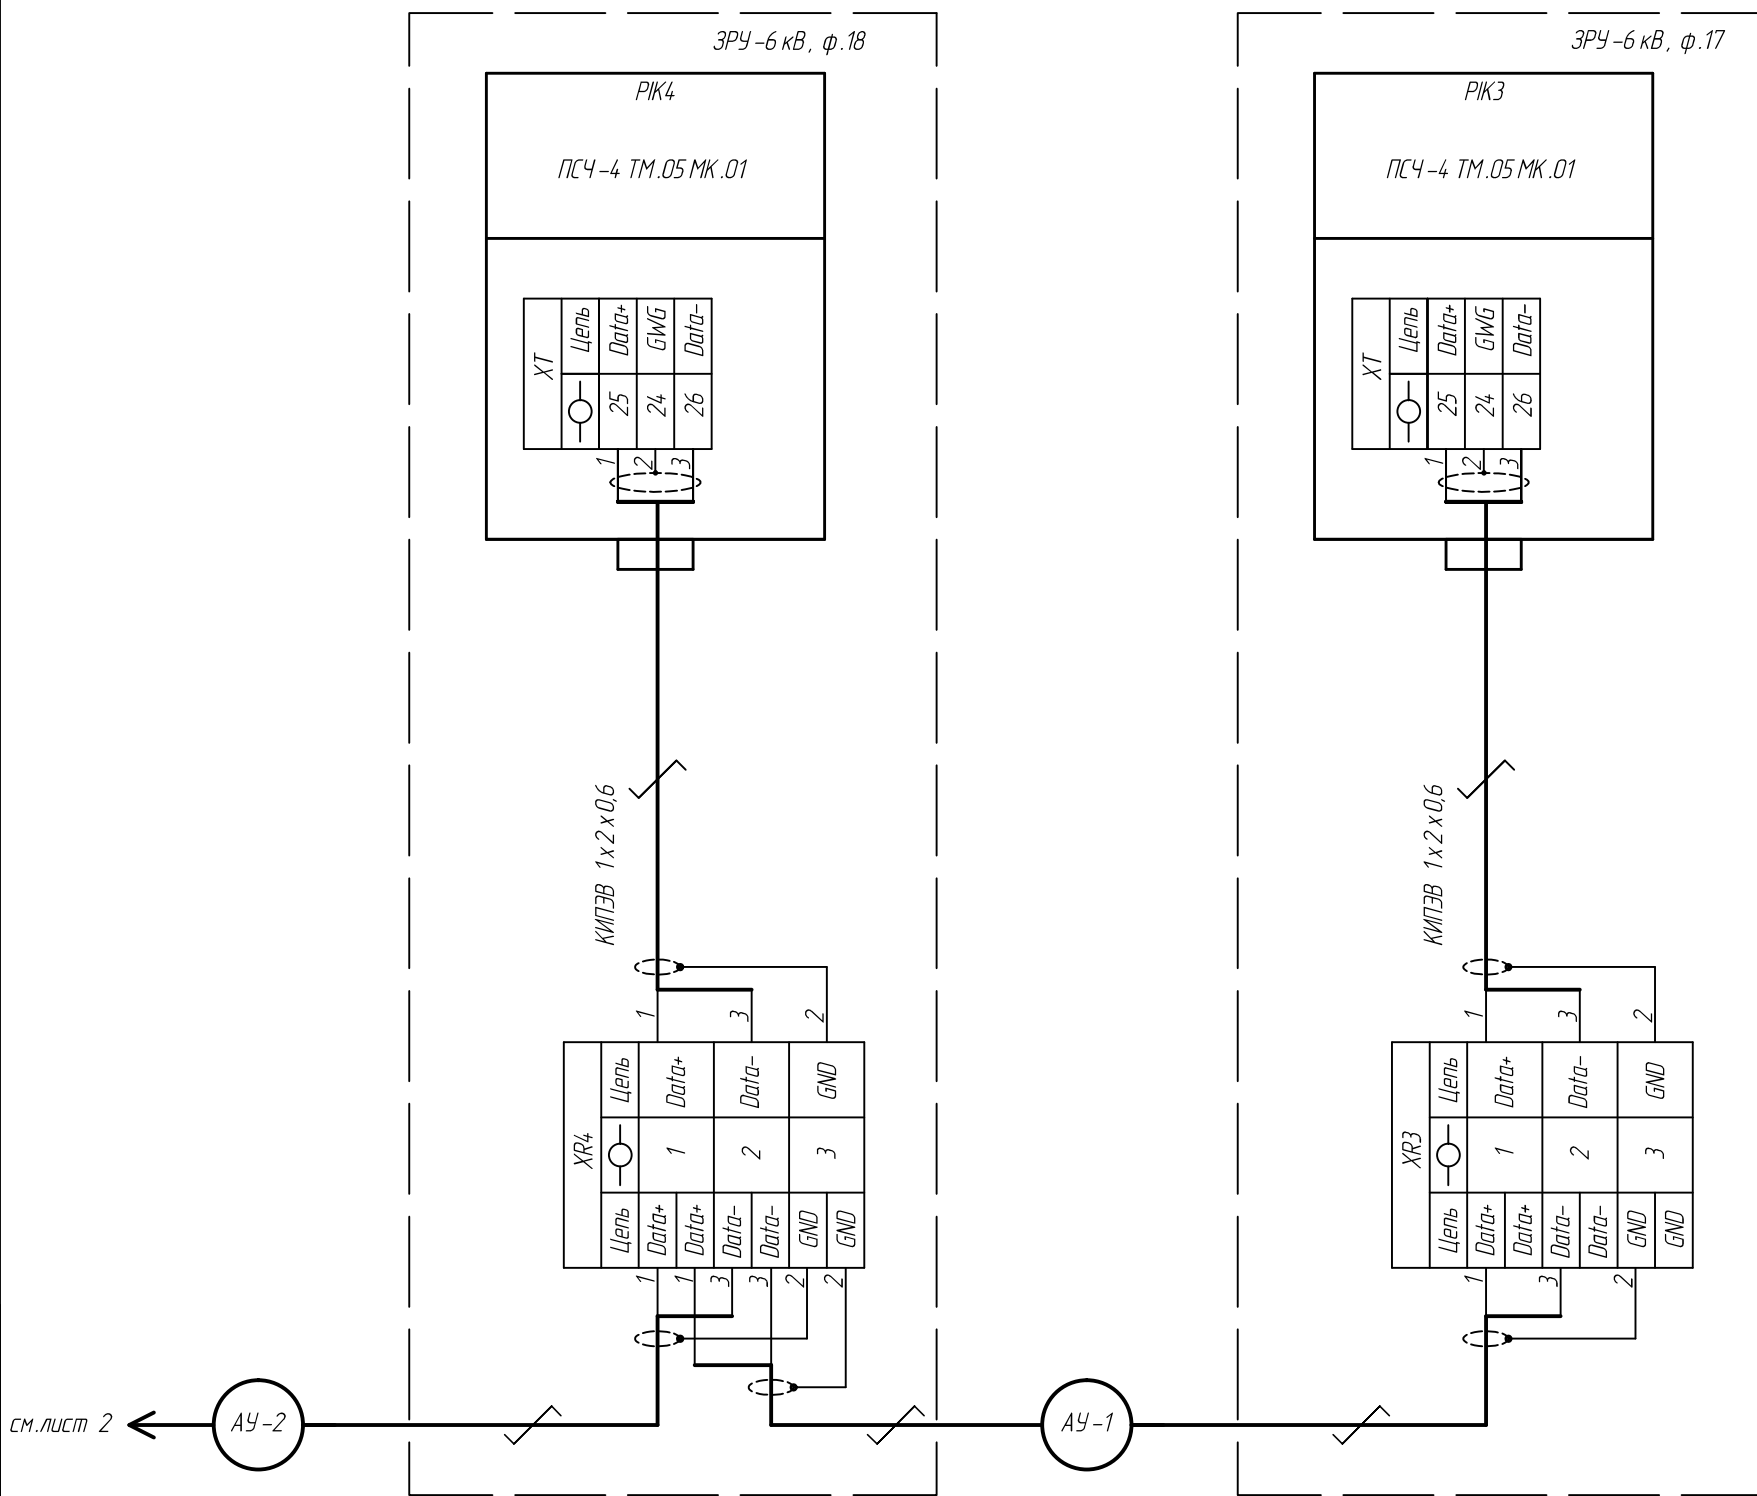 ЗРУ-6 кВ, ф.18
PIK4
ПСЧ-4 ТМ.05 МК.01
XT
Цепь
Data+
GWG
Data-
25
24
26
1
2
3
КИПЭВ 1x2x0,6
1
3
2
XR4
Цепь
Data+
Data-
GND
1
2
3
Цепь
Data+
Data+
Data-
Data-
GND
GND
1
1
3
3
2
2
ЗРУ-6 кВ, ф.17
PIK3
ПСЧ-4 ТМ.05 МК.01
XT
Цепь
Data+
GWG
Data-
25
24
26
1
2
3
КИПЭВ 1x2x0,6
1
3
2
XR3
Цепь
Data+
Data-
GND
1
2
3
Цепь
Data+
Data+
Data-
Data-
GND
GND
1
3
2
см.лист 2
АУ-2
АУ-1